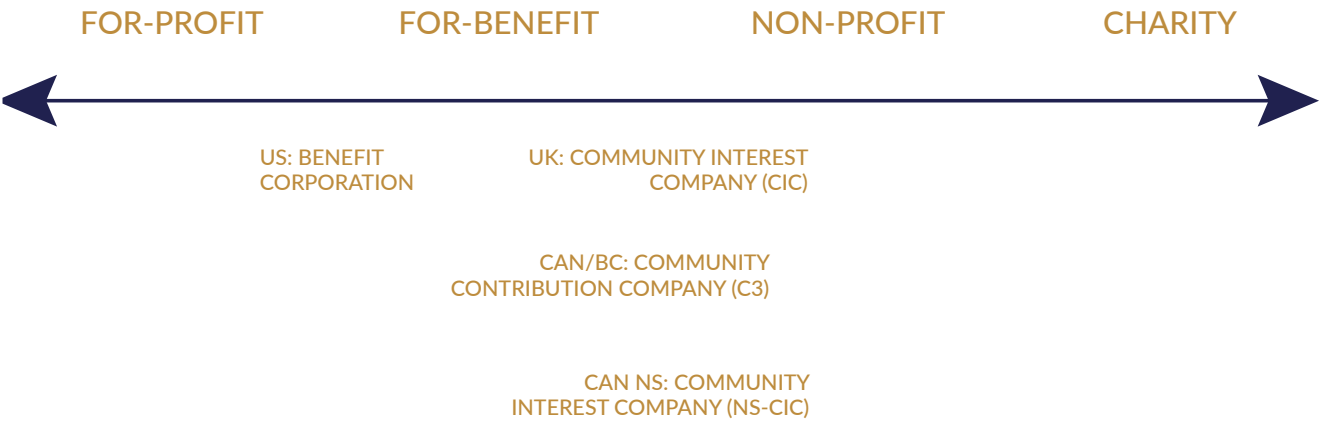 FOR-PROFIT FOR-BENEFIT NON-PROFIT CHARITY
US: BENEFIT
CORPORATION
UK: COMMUNITY INTEREST
COMPANY (CIC)
CAN/BC: COMMUNITY
CONTRIBUTION COMPANY (C3)
CAN NS: COMMUNITY
INTEREST COMPANY (NS-CIC)